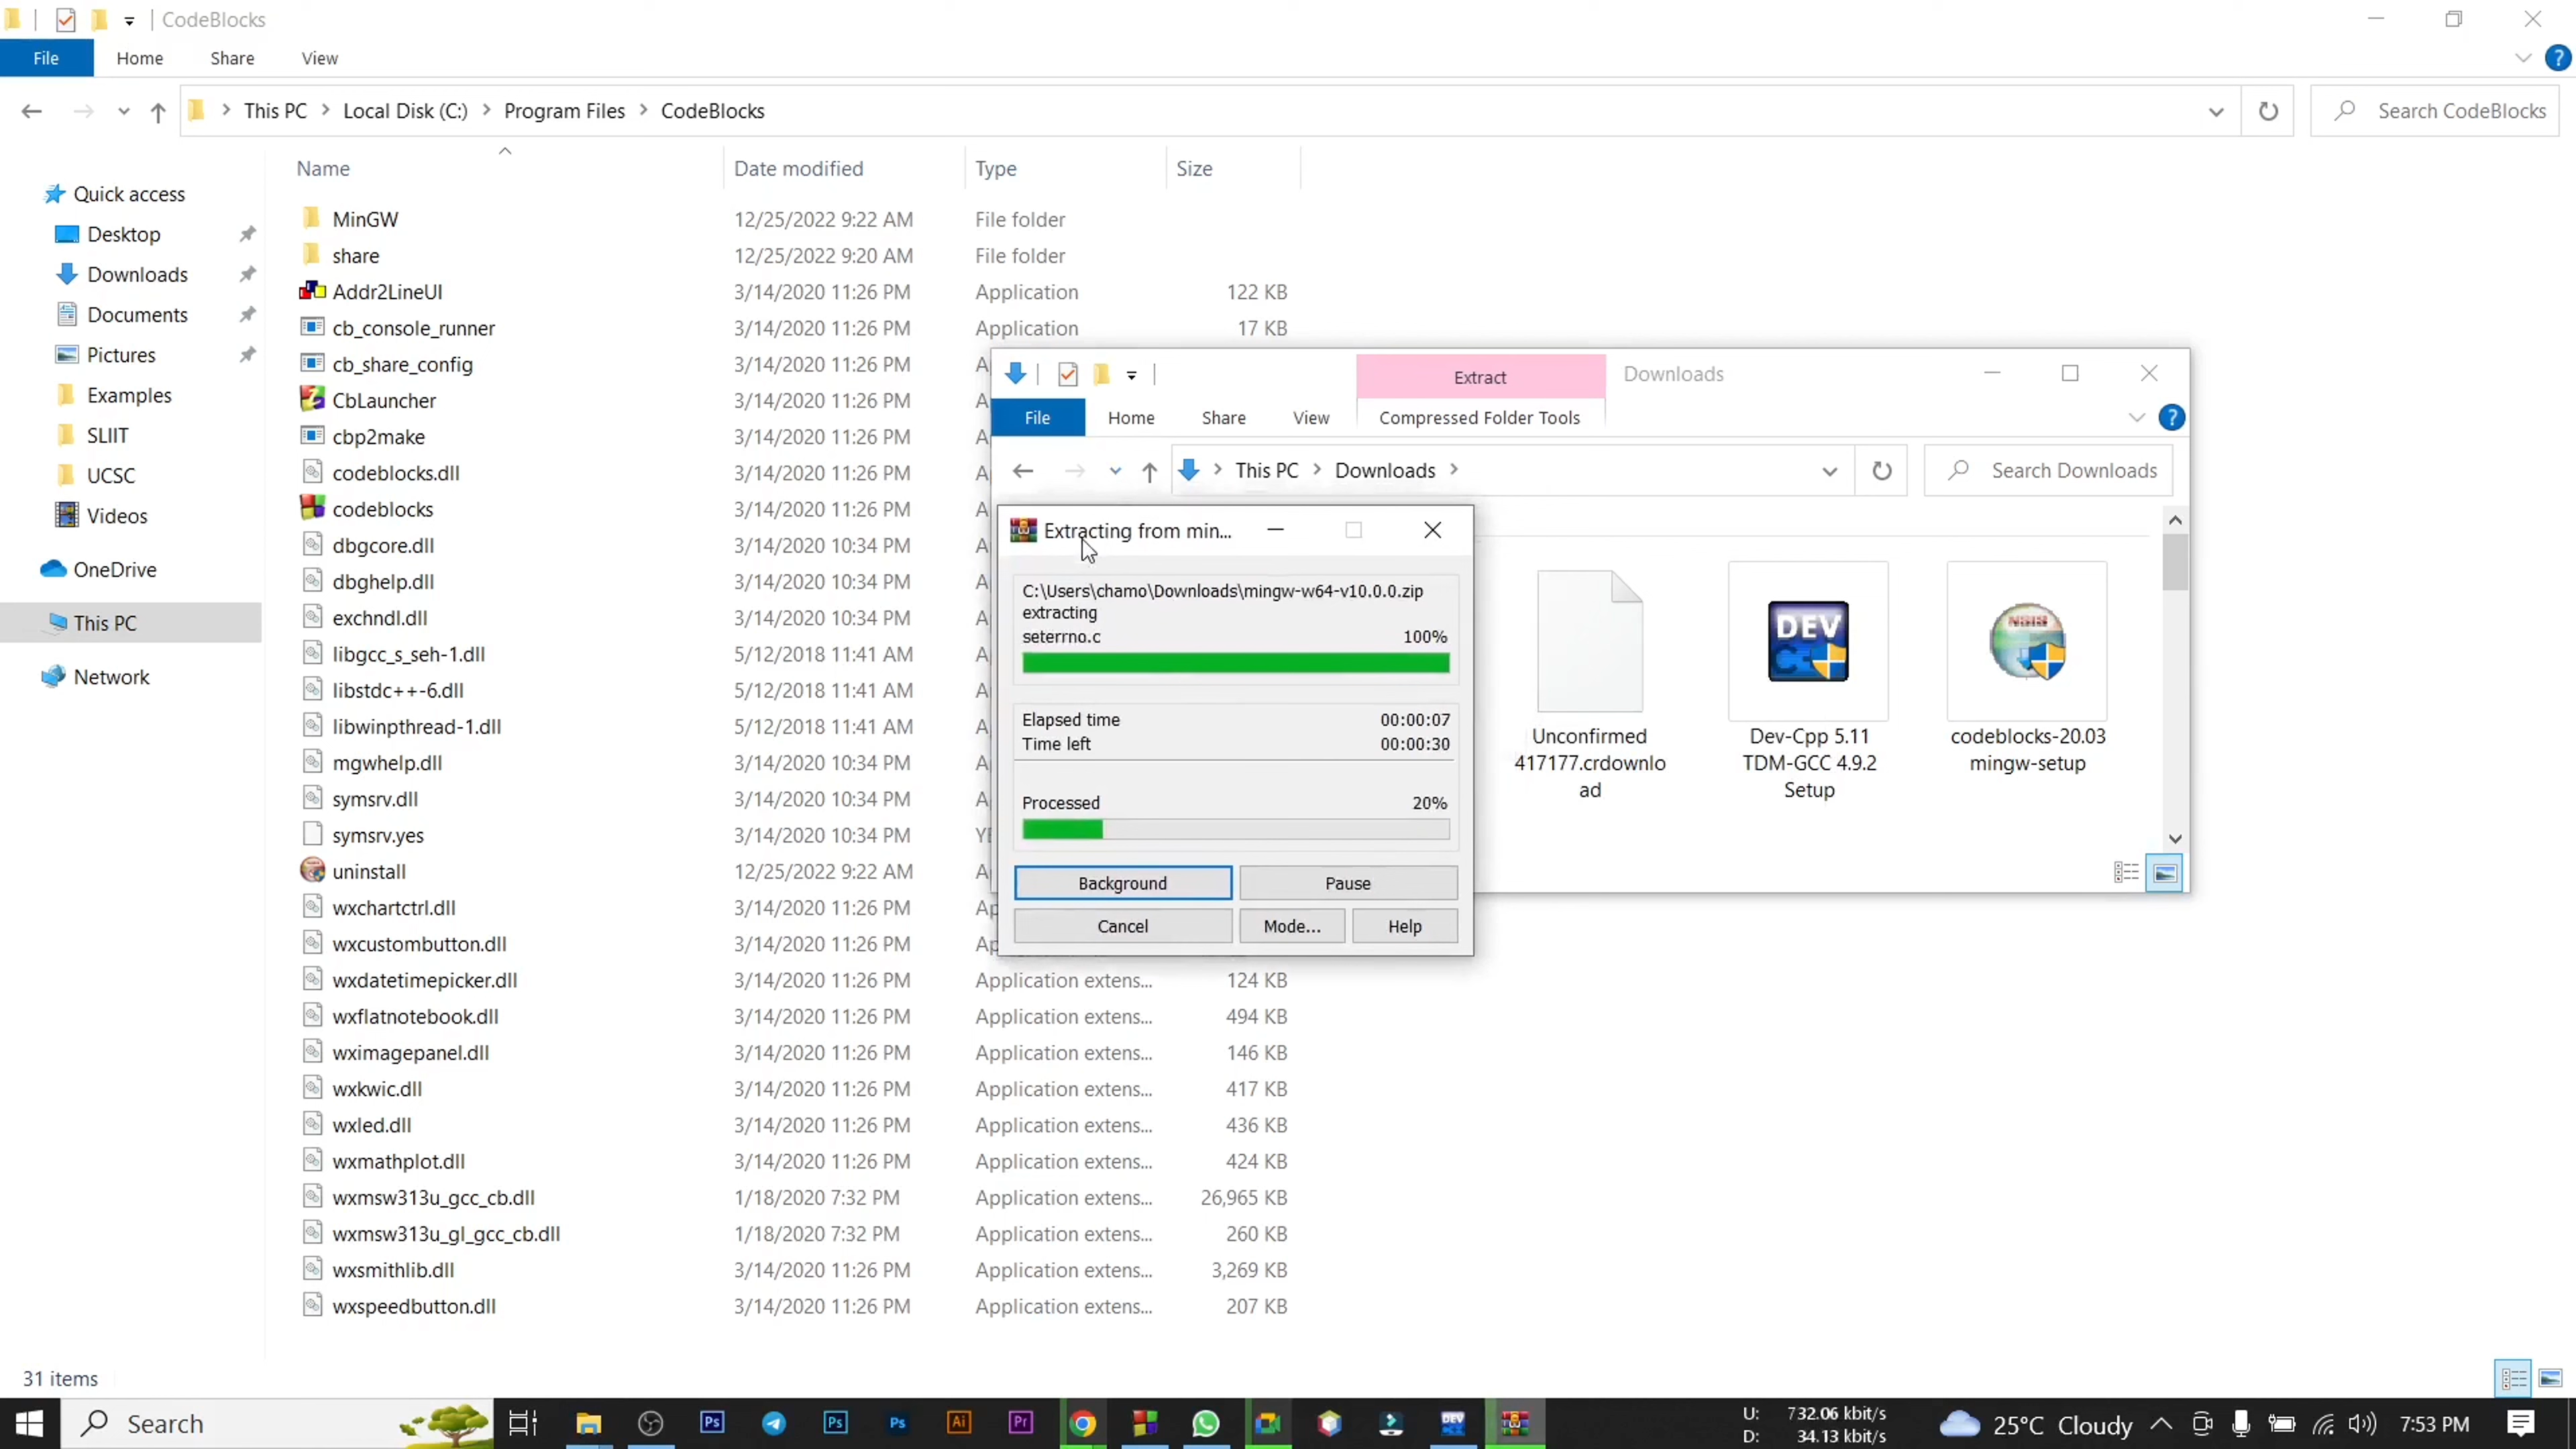 CodeBlocks
File Home Share View
This PC Local Disk (C:) Program Files CodeBlocks
Search CodeBlocks
Name Date modified Type Size
Quick access
Desktop
Downloads
Documents
Pictures
Examples
SLIIT
UCSC
Videos
OneDrive
This PC
Network
MinGW 12/25/2022 9:22 AM File folder
share 12/25/2022 9:20 AM File folder
Addr2LineUI 3/14/2020 11:26 PM Application 122 KB
cb_console_runner 3/14/2020 11:26 PM Application 17 KB
cb_share_config 3/14/2020 11:26 PM
CbLauncher 3/14/2020 11:26 PM
cbp2make 3/14/2020 11:26 PM
codeblocks.dll 3/14/2020 11:26 PM
codeblocks 3/14/2020 11:26 PM
dbgcore.dll 3/14/2020 10:34 PM
dbghelp.dll 3/14/2020 10:34 PM
exchndl.dll 3/14/2020 10:34 PM
libgcc_s_seh-1.dll 5/12/2018 11:41 AM
libstdc++-6.dll 5/12/2018 11:41 AM
libwinpthread-1.dll 5/12/2018 11:41 AM
mgwhelp.dll 3/14/2020 10:34 PM
symsrv.dll 3/14/2020 10:34 PM
symsrv.yes 3/14/2020 10:34 PM
uninstall 12/25/2022 9:22 AM
wxchartctrl.dll 3/14/2020 11:26 PM
wxcustombutton.dll 3/14/2020 11:26 PM
wxdatetimepicker.dll 3/14/2020 11:26 PM Application extens... 124 KB
wxflatnotebook.dll 3/14/2020 11:26 PM Application extens... 494 KB
wximagepanel.dll 3/14/2020 11:26 PM Application extens... 146 KB
wxkwic.dll 3/14/2020 11:26 PM Application extens... 417 KB
wxled.dll 3/14/2020 11:26 PM Application extens... 436 KB
wxmathplot.dll 3/14/2020 11:26 PM Application extens... 424 KB
wxmsw313u_gcc_cb.dll 1/18/2020 7:32 PM Application extens... 26,965 KB
wxmsw313u_gl_gcc_cb.dll 1/18/2020 7:32 PM Application extens... 260 KB
wxsmithlib.dll 3/14/2020 11:26 PM Application extens... 3,269 KB
wxspeedbutton.dll 3/14/2020 11:26 PM Application extens... 207 KB
31 items
Extract Downloads
File Home Share View Compressed Folder Tools
This PC Downloads
Search Downloads
Unconfirmed
417177.crdownlo
ad
DEV
Dev-Cpp 5.11
TDM-GCC 4.9.2
Setup
NSIS
codeblocks-20.03
mingw-setup
Extracting from min...
C:\Users\chamo\Downloads\mingw-w64-v10.0.0.zip
extracting
seterrno.c 100%
Elapsed time 00:00:07
Time left 00:00:30
Processed 20%
Background Pause
Cancel Mode... Help
Search
Ps Ps Ps Ai Pr DEV
U: 732.06 kbit/s
D: 34.13 kbit/s
25°C Cloudy
7:53 PM